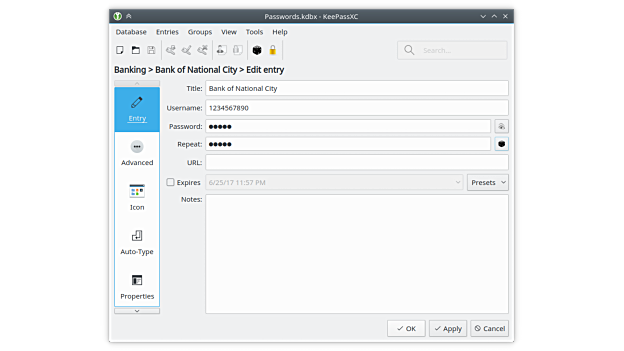 Passwords.kdbx - KeePassXC
Database Entries Groups View Tools Help
Search...
Banking > Bank of National City > Edit entry
Title: Bank of National City
Username: 1234567890
Password: ●●●●●
Repeat: ●●●●●
URL:
Expires 6/25/17 11:57 PM Presets
Notes:
Entry
Advanced
Icon
Auto-Type
Properties
OK Apply Cancel